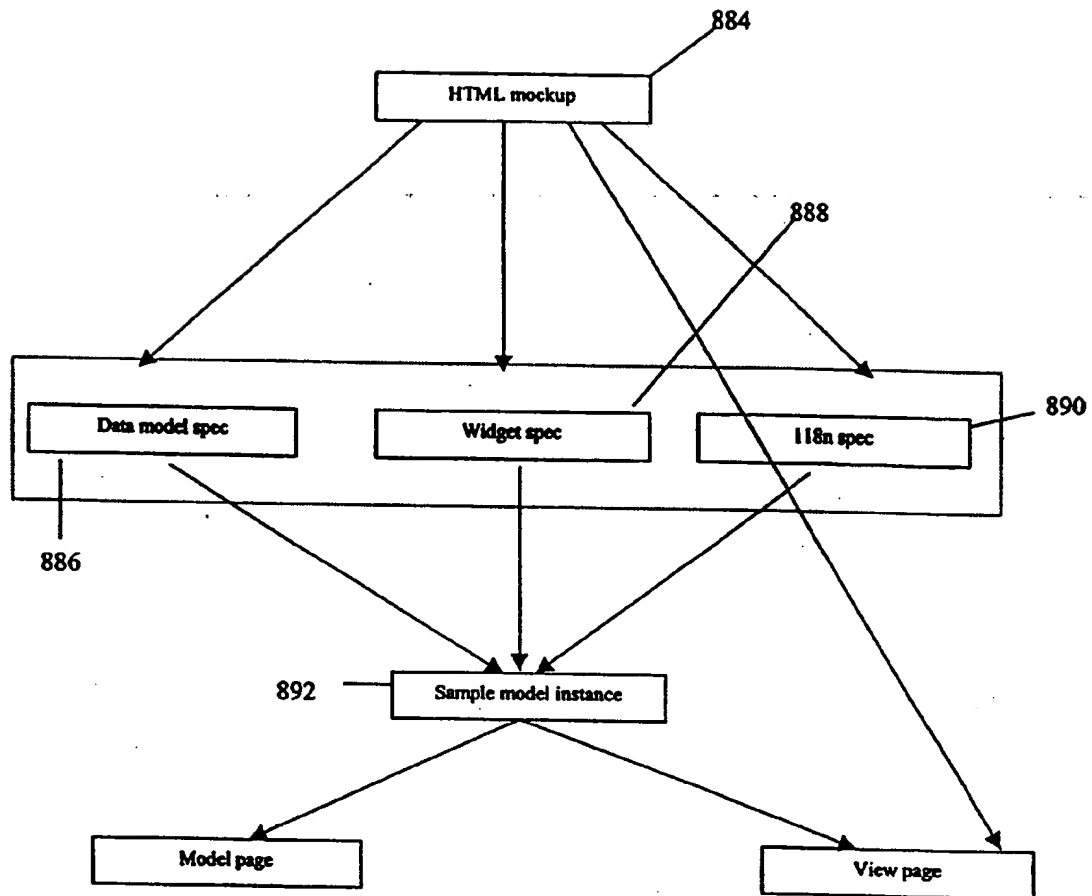 884
HTML mockup
888
Data model spec
Widget spec
118n spec
890
886
892
Sample model instance
Model page
View page